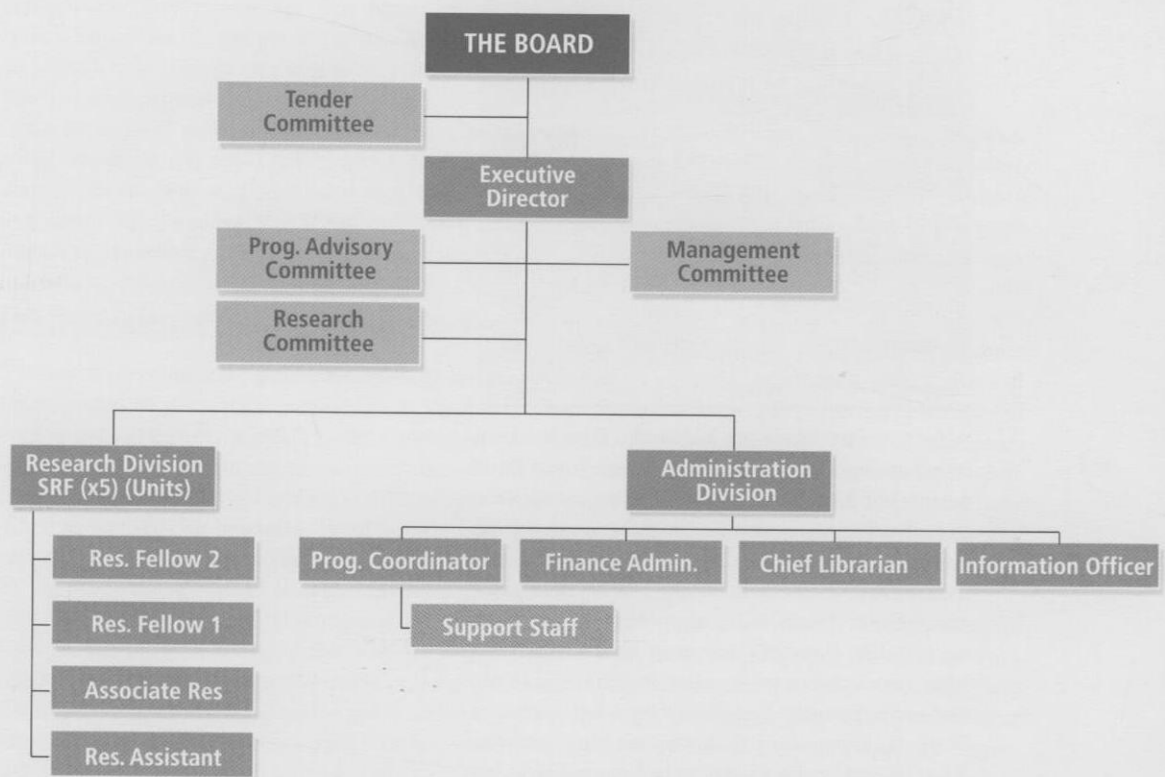 THE BOARD
Tender
Committee
Executive
Director
Prog. Advisory
Committee
Management
Committee
Research
Committee
Research Division
SRF (x5) (Units)
Administration
Division
Res. Fellow 2
Res. Fellow 1
Associate Res
Res. Assistant
Prog. Coordinator
Finance Admin.
Chief Librarian
Information Officer
Support Staff